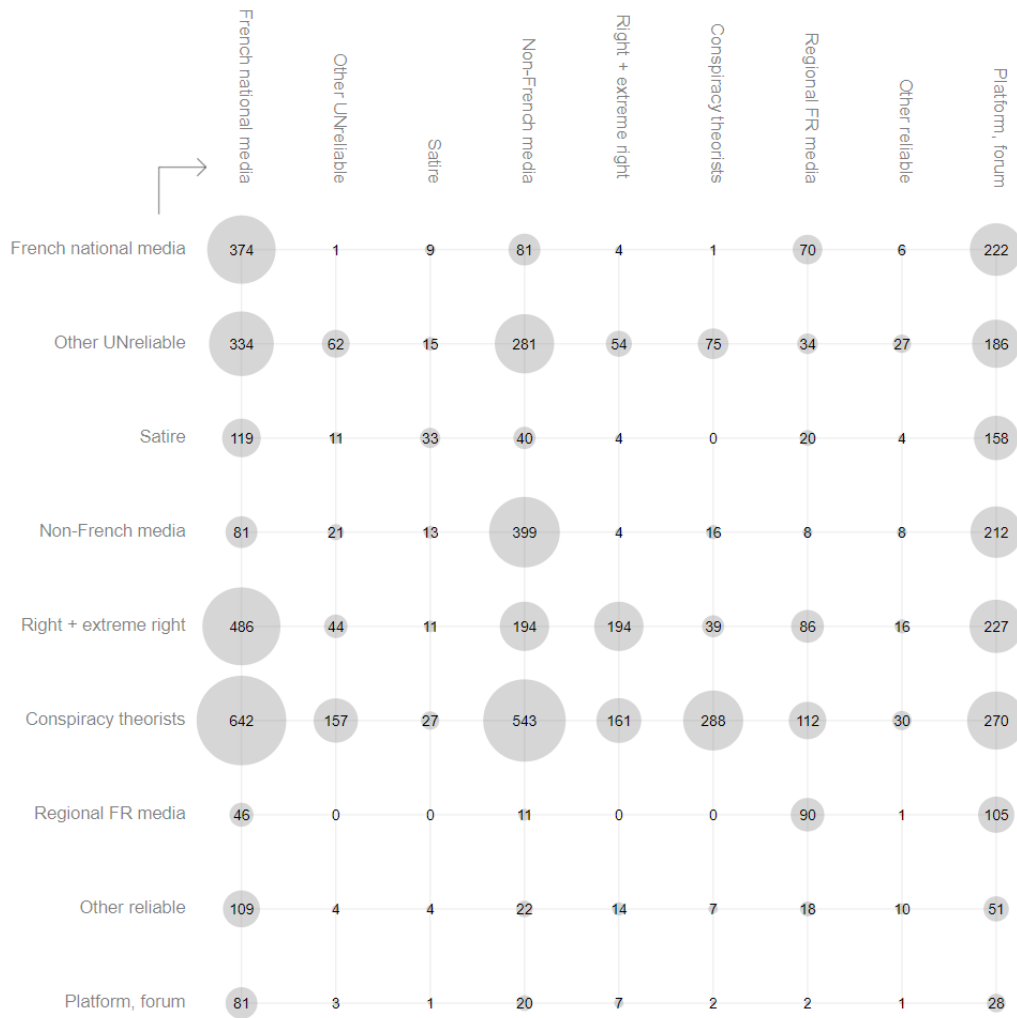 French national media
Other UNreliable
Satire
Non-French media
Right + extreme right
Conspiracy theorists
Regional FR media
Other reliable
Platform, forum
French national media 374 1 9 81 4 1 70 6 222
Other UNreliable 334 62 15 281 54 75 34 27 186
Satire 119 11 33 40 4 0 20 4 158
Non-French media 81 21 13 399 4 16 8 8 212
Right + extreme right 486 44 11 194 194 39 86 16 227
Conspiracy theorists 642 157 27 543 161 288 112 30 270
Regional FR media 46 0 0 11 0 0 90 1 105
Other reliable 109 4 4 22 14 7 18 10 51
Platform, forum 81 3 1 20 7 2 2 1 28